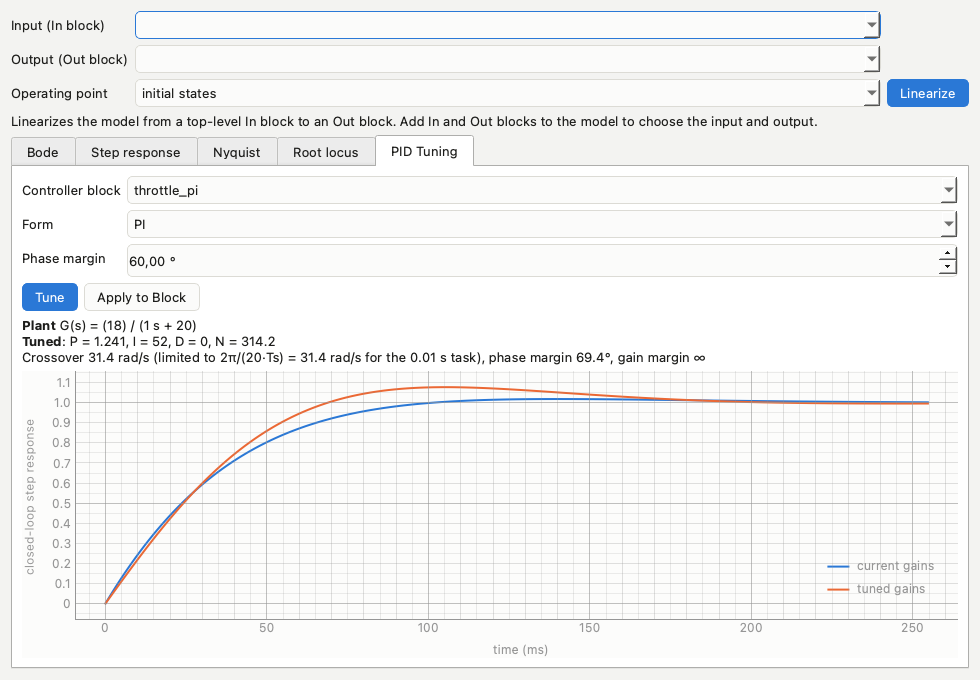 Input (In block)
Output (Out block)
Operating point initial states Linearize
Linearizes the model from a top-level In block to an Out block. Add In and Out blocks to the model to choose the input and output.
Bode Step response Nyquist Root locus PID Tuning
Controller block throttle_pi
Form PI
Phase margin 60,00 °
Tune Apply to Block
Plant G(s) = (18) / (1 s + 20)
Tuned: P = 1.241, I = 52, D = 0, N = 314.2
Crossover 31.4 rad/s (limited to 2π/(20·Ts) = 31.4 rad/s for the 0.01 s task), phase margin 69.4°, gain margin ∞
closed-loop step response
1.1
1.0
0.9
0.8
0.7
0.6
0.5
0.4
0.3
0.2
0.1
0
current gains
tuned gains
0 50 100 150 200 250
time (ms)